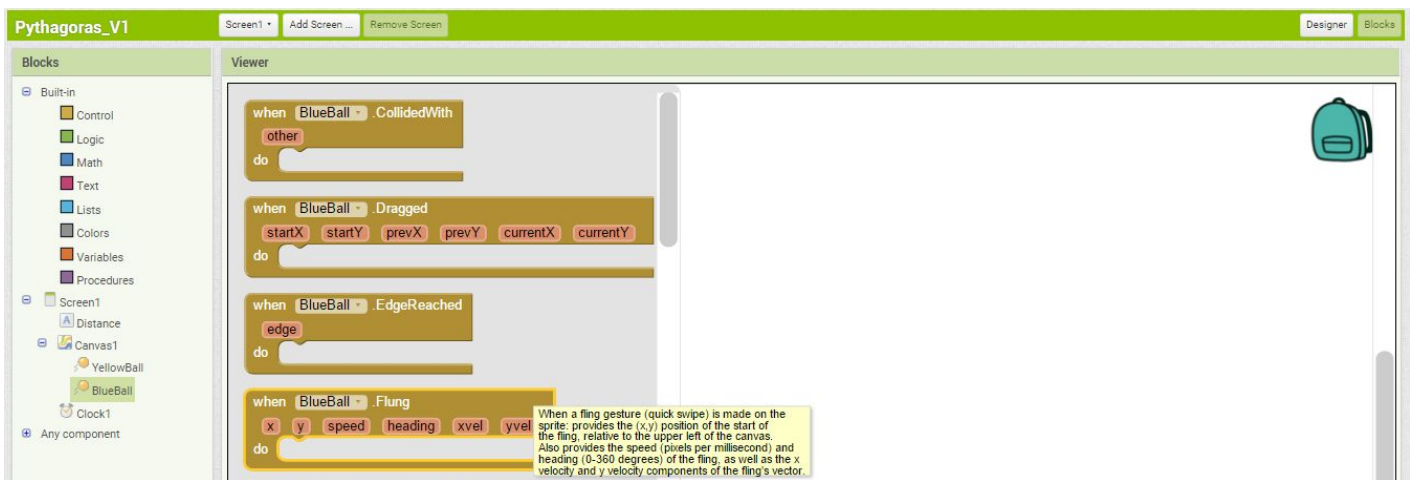 Pythagoras_V1
Screen1
Add Screen ...
Remove Screen
Designer
Blocks
Blocks
Viewer
Built-in
Control
Logic
Math
Text
Lists
Colors
Variables
Procedures
Screen1
A Distance
Canvas1
YellowBall
BlueBall
Clock1
Any component
when BlueBall .CollidedWith
other
do
when BlueBall .Dragged
startX startY prevX prevY currentX currentY
do
when BlueBall .EdgeReached
edge
do
when BlueBall .Flung
x y speed heading xvel yvel
do
When a fling gesture (quick swipe) is made on the
sprite: provides the (x,y) position of the start
of the fling, relative to the upper left of the canvas.
Also provides the speed (pixels per millisecond) and
heading (0-360 degrees) of the fling, as well as the x
velocity and y velocity components of the fling's vector.